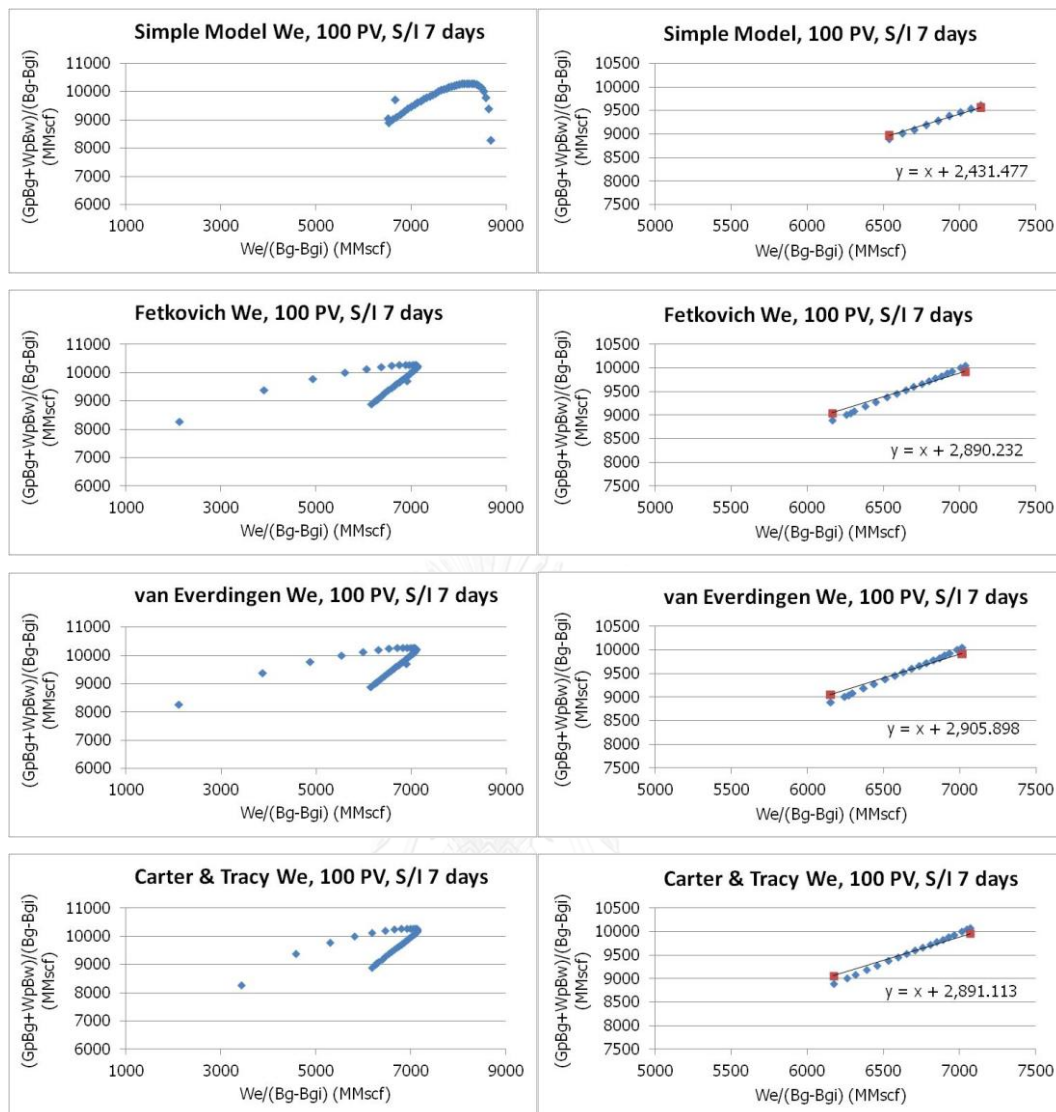 Simple Model We, 100 PV, S/I 7 days
(GpBg+WpBw)/(Bg-Bgi)
(MMscf)
11000
10000
9000
8000
7000
6000
1000
3000
5000
7000
9000
We/(Bg-Bgi) (MMscf)
Simple Model, 100 PV, S/I 7 days
(GpBg+WpBw)/(Bg-Bgi)
(MMscf)
10500
10000
9500
9000
8500
8000
7500
y = x + 2,431.477
5000
5500
6000
6500
7000
7500
We/(Bg-Bgi) (MMscf)
Fetkovich We, 100 PV, S/I 7 days
(GpBg+WpBw)/(Bg-Bgi)
(MMscf)
11000
10000
9000
8000
7000
6000
1000
3000
5000
7000
9000
We/(Bg-Bgi) (MMscf)
Fetkovich We, 100 PV, S/I 7 days
(GpBg+WpBw)/(Bg-Bgi)
(MMscf)
10500
10000
9500
9000
8500
8000
7500
y = x + 2,890.232
5000
5500
6000
6500
7000
7500
We/(Bg-Bgi) (MMscf)
van Everdingen We, 100 PV, S/I 7 days
(GpBg+WpBw)/(Bg-Bgi)
(MMscf)
11000
10000
9000
8000
7000
6000
1000
3000
5000
7000
9000
We/(Bg-Bgi) (MMscf)
van Everdingen We, 100 PV, S/I 7 days
(GpBg+WpBw)/(Bg-Bgi)
(MMscf)
10500
10000
9500
9000
8500
8000
7500
y = x + 2,905.898
5000
5500
6000
6500
7000
7500
We/(Bg-Bgi) (MMscf)
Carter & Tracy We, 100 PV, S/I 7 days
(GpBg+WpBw)/(Bg-Bgi)
(MMscf)
11000
10000
9000
8000
7000
6000
1000
3000
5000
7000
9000
We/(Bg-Bgi) (MMscf)
Carter & Tracy We, 100 PV, S/I 7 days
(GpBg+WpBw)/(Bg-Bgi)
(MMscf)
10500
10000
9500
9000
8500
8000
7500
y = x + 2,891.113
5000
5500
6000
6500
7000
7500
We/(Bg-Bgi) (MMscf)